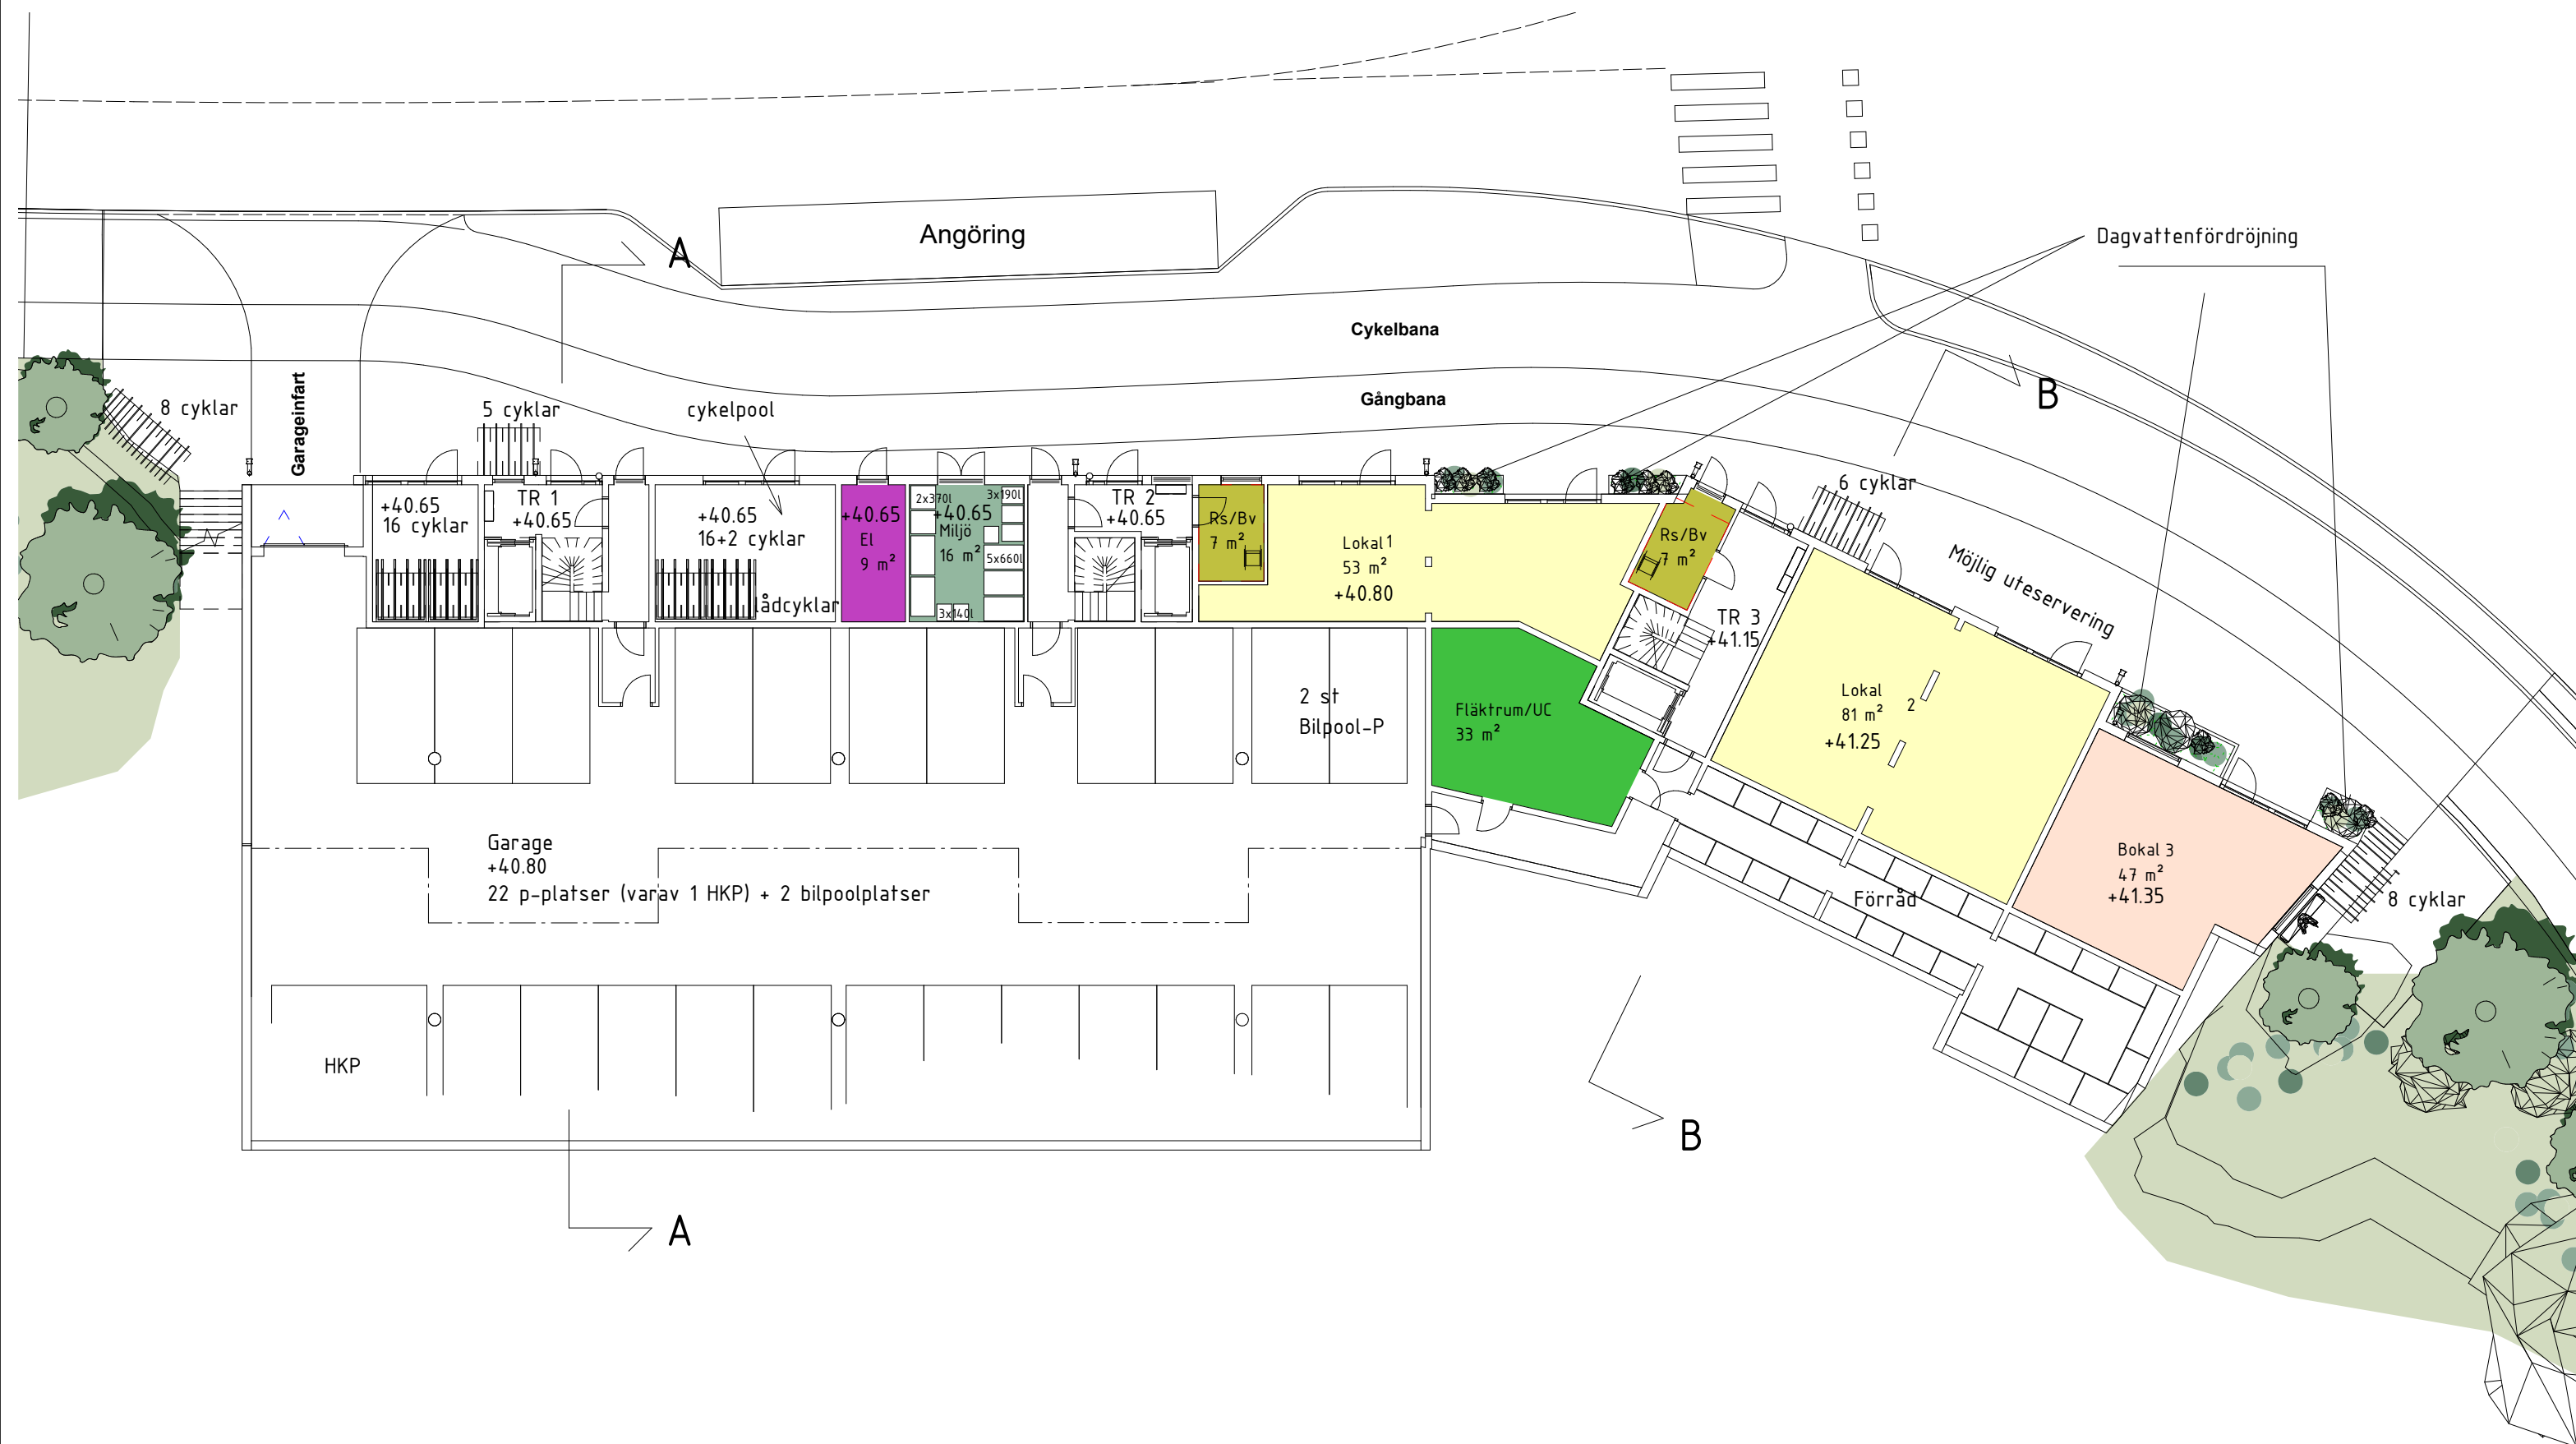 Angöring
A
Dagvattenfördröjning
Cykelbana
Gångbana
B
Garageinfart
8 cyklar
5 cyklar
cykelpool
6 cyklar
Möjlig uteservering
+40.65
16 cyklar
TR 1
+40.65
+40.65
16+2 cyklar
lådcyklar
+40.65
El
9 m²
2x370l
3x190l
+40.65
Miljö
16 m²
5x660l
3x140l
TR 2
+40.65
Rs/Bv
7 m²
Lokal 1
53 m²
+40.80
Rs/Bv
7 m²
TR 3
+41.15
Lokal 2
81 m²
+41.25
2 st
Bilpool-P
Fläktrum/UC
33 m²
Bokal 3
47 m²
+41.35
8 cyklar
Förråd
Garage
+40.80
22 p-platser (varav 1 HKP) + 2 bilpoolplatser
HKP
B
A